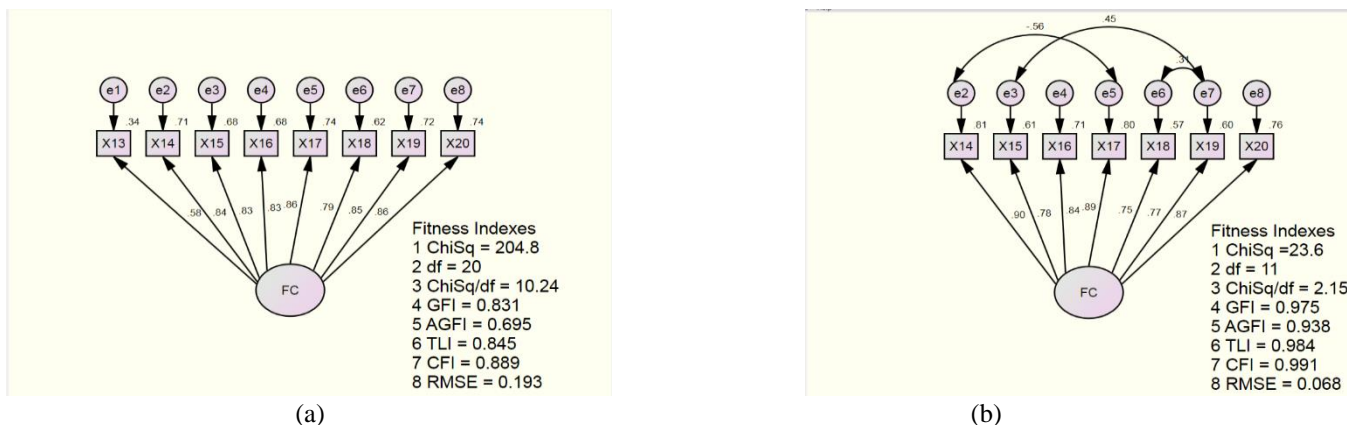 e1 e2 e3 e4 e5 e6 e7 e8
.34 .71 .68 .68 .74 .62 .72 .74
X13 X14 X15 X16 X17 X18 X19 X20
.58 .84 .83 .83 .86 .79 .85 .86
FC
Fitness Indexes
1 ChiSq = 204.8
2 df = 20
3 ChiSq/df = 10.24
4 GFI = 0.831
5 AGFI = 0.695
6 TLI = 0.845
7 CFI = 0.889
8 RMSE = 0.193
(a)
-.56 .45 .31
e2 e3 e4 e5 e6 e7 e8
.81 .61 .71 .80 .57 .60 .76
X14 X15 X16 X17 X18 X19 X20
.90 .78 .84 .89 .75 .77 .87
FC
Fitness Indexes
1 ChiSq =23.6
2 df = 11
3 ChiSq/df = 2.15
4 GFI = 0.975
5 AGFI = 0.938
6 TLI = 0.984
7 CFI = 0.991
8 RMSE = 0.068
(b)